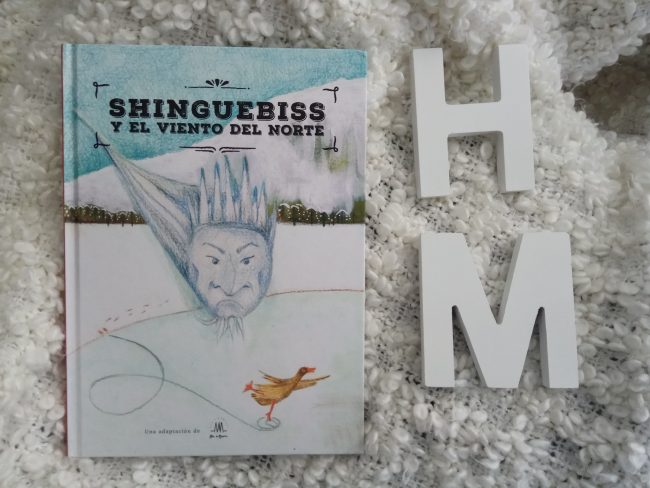 SHINGUEBISS
Y EL VIENTO DEL NORTE
Una adaptación de
H
M